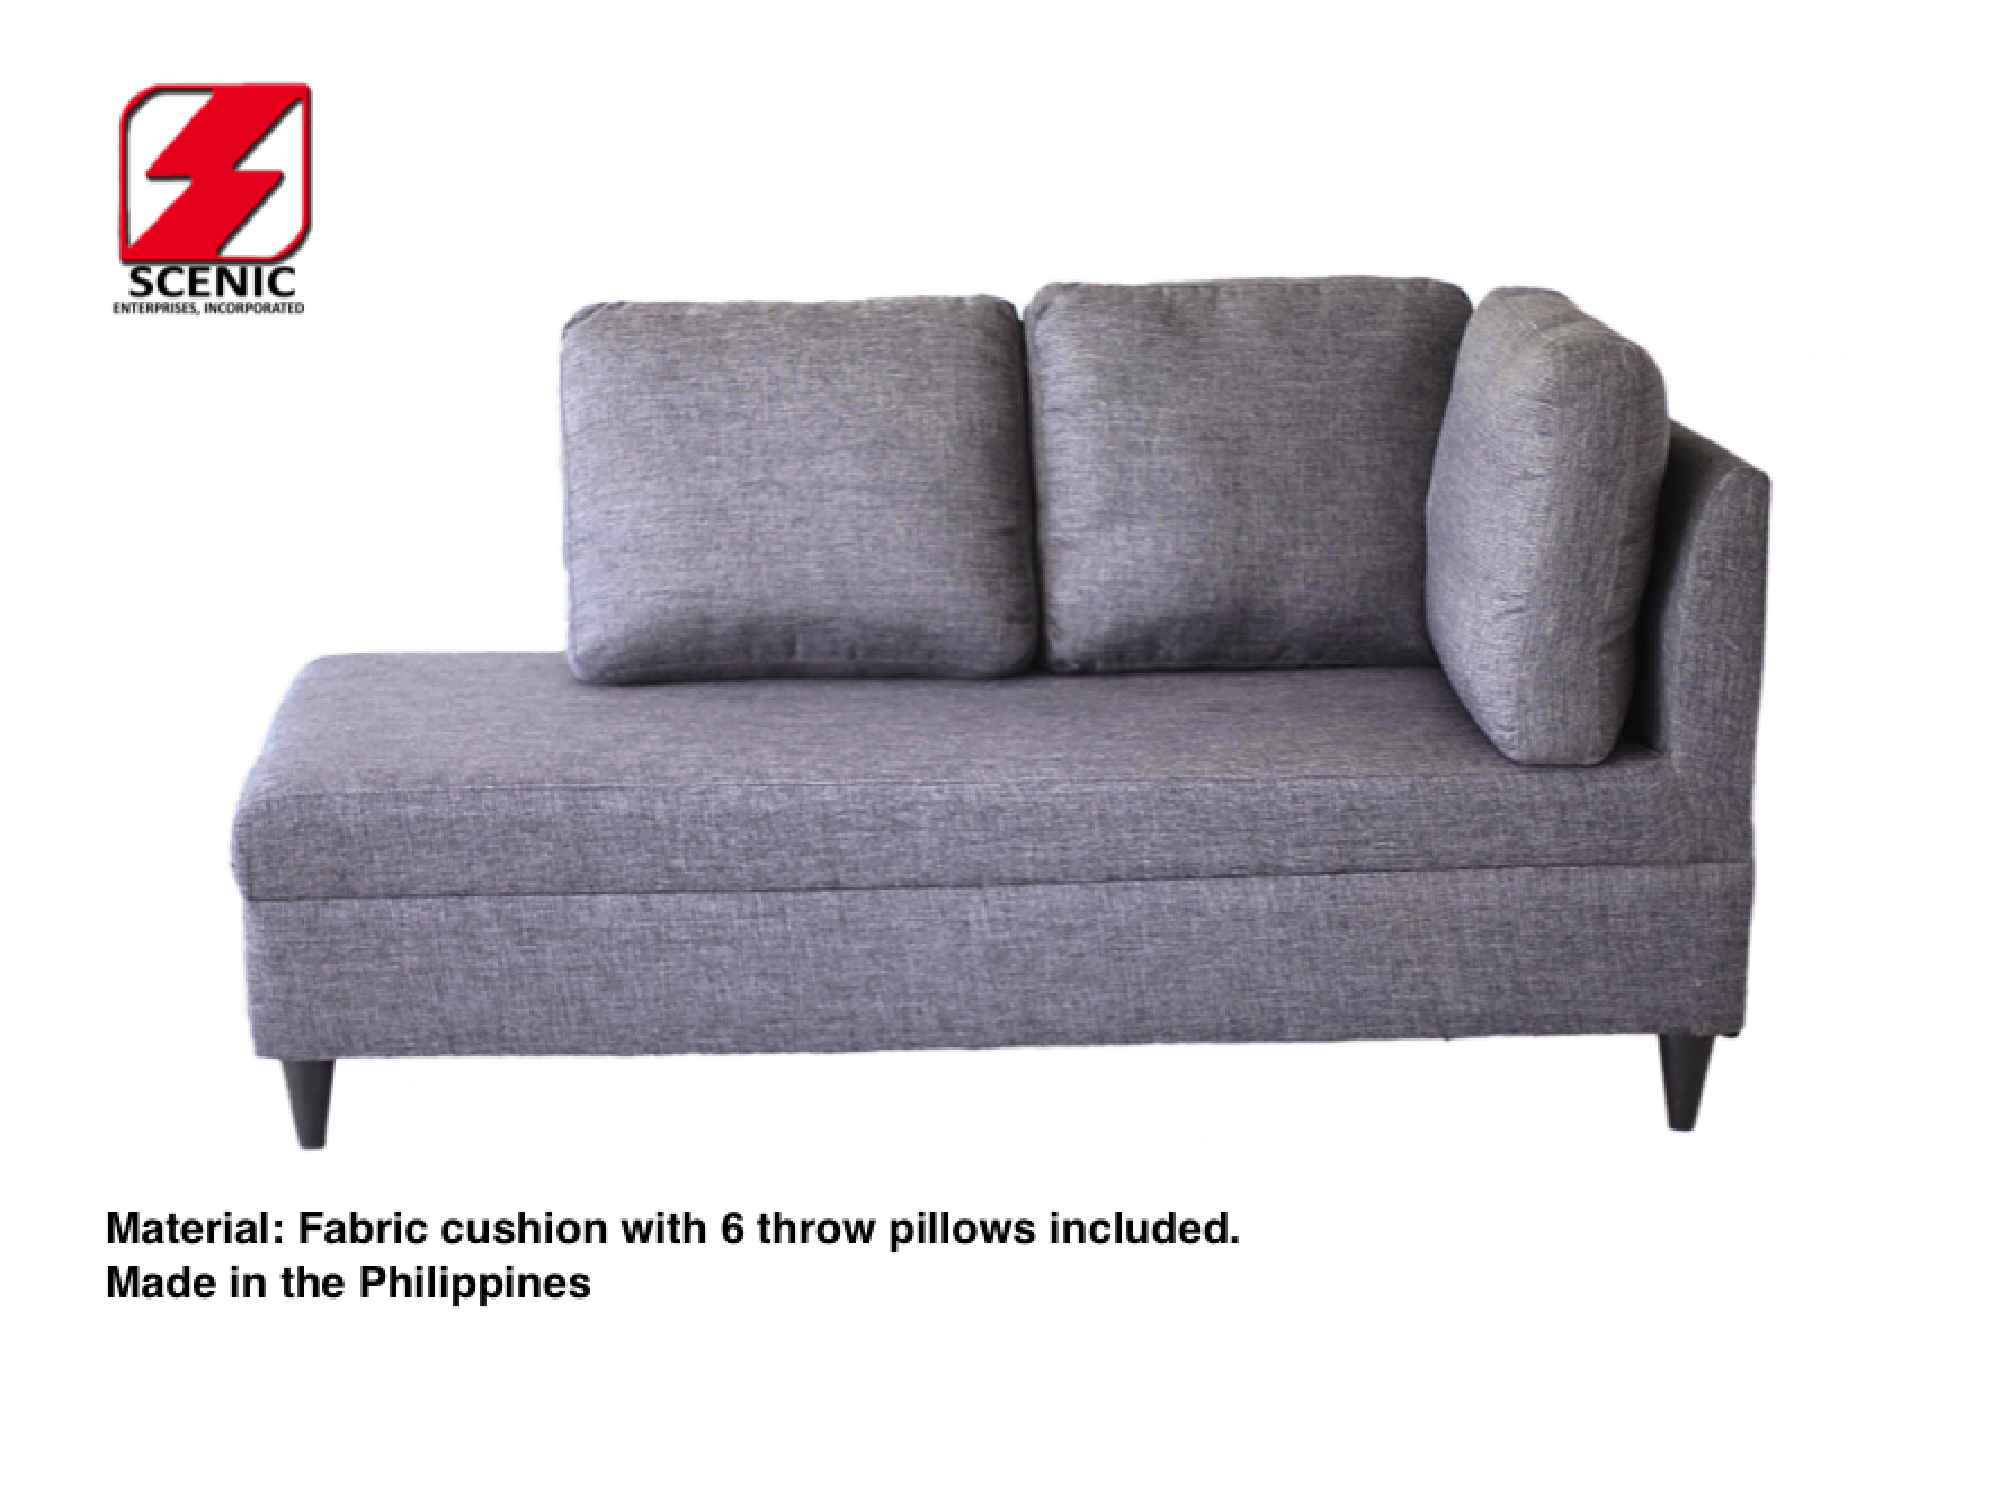 SCENIC
ENTERPRISES, INCORPORATED
Material: Fabric cushion with 6 throw pillows included.
Made in the Philippines